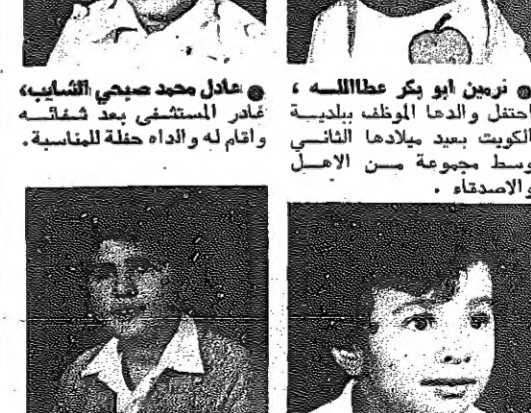 ● نرمين ابو بكر عطاالله ،
احتفل والدها الموظف ببلدية
الكويت بعيد ميلادها الثاني
وسط مجموعة من الاهل
والاصدقاء .
● عادل محمد صبحي الشايب،
غادر المستشفى بعد شفائه
واقام له والداه حفلة للمناسبة .